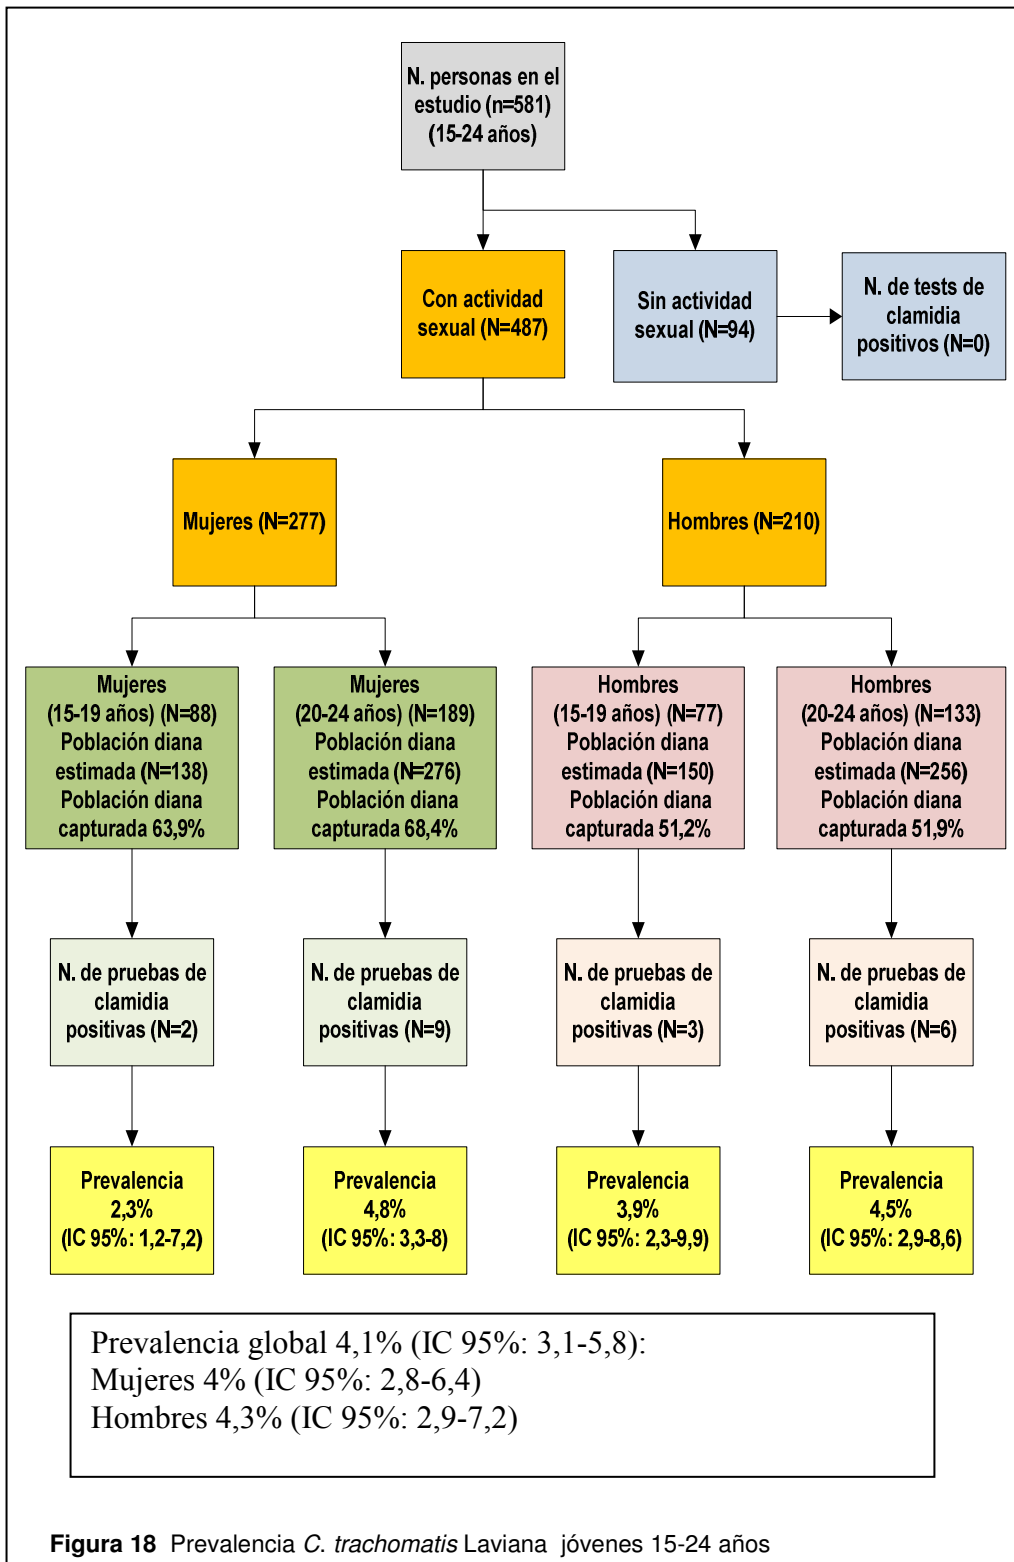 N. personas en el
estudio (n=581)
(15-24 años)
Con actividad
sexual (N=487)
Sin actividad
sexual (N=94)
N. de tests de
clamidia
positivos (N=0)
Mujeres (N=277)
Hombres (N=210)
Mujeres
(15-19 años) (N=88)
Población diana
estimada (N=138)
Población diana
capturada 63,9%
Mujeres
(20-24 años) (N=189)
Población diana
estimada (N=276)
Población diana
capturada 68,4%
Hombres
(15-19 años) (N=77)
Población diana
estimada (N=150)
Población diana
capturada 51,2%
Hombres
(20-24 años) (N=133)
Población diana
estimada (N=256)
Población diana
capturada 51,9%
N. de pruebas de
clamidia
positivas (N=2)
N. de pruebas de
clamidia
positivas (N=9)
N. de pruebas de
clamidia
positivas (N=3)
N. de pruebas de
clamidia
positivas (N=6)
Prevalencia
2,3%
(IC 95%: 1,2-7,2)
Prevalencia
4,8%
(IC 95%: 3,3-8)
Prevalencia
3,9%
(IC 95%: 2,3-9,9)
Prevalencia
4,5%
(IC 95%: 2,9-8,6)
Prevalencia global 4,1% (IC 95%: 3,1-5,8):
Mujeres 4% (IC 95%: 2,8-6,4)
Hombres 4,3% (IC 95%: 2,9-7,2)
Figura 18 Prevalencia C. trachomatis Laviana jóvenes 15-24 años